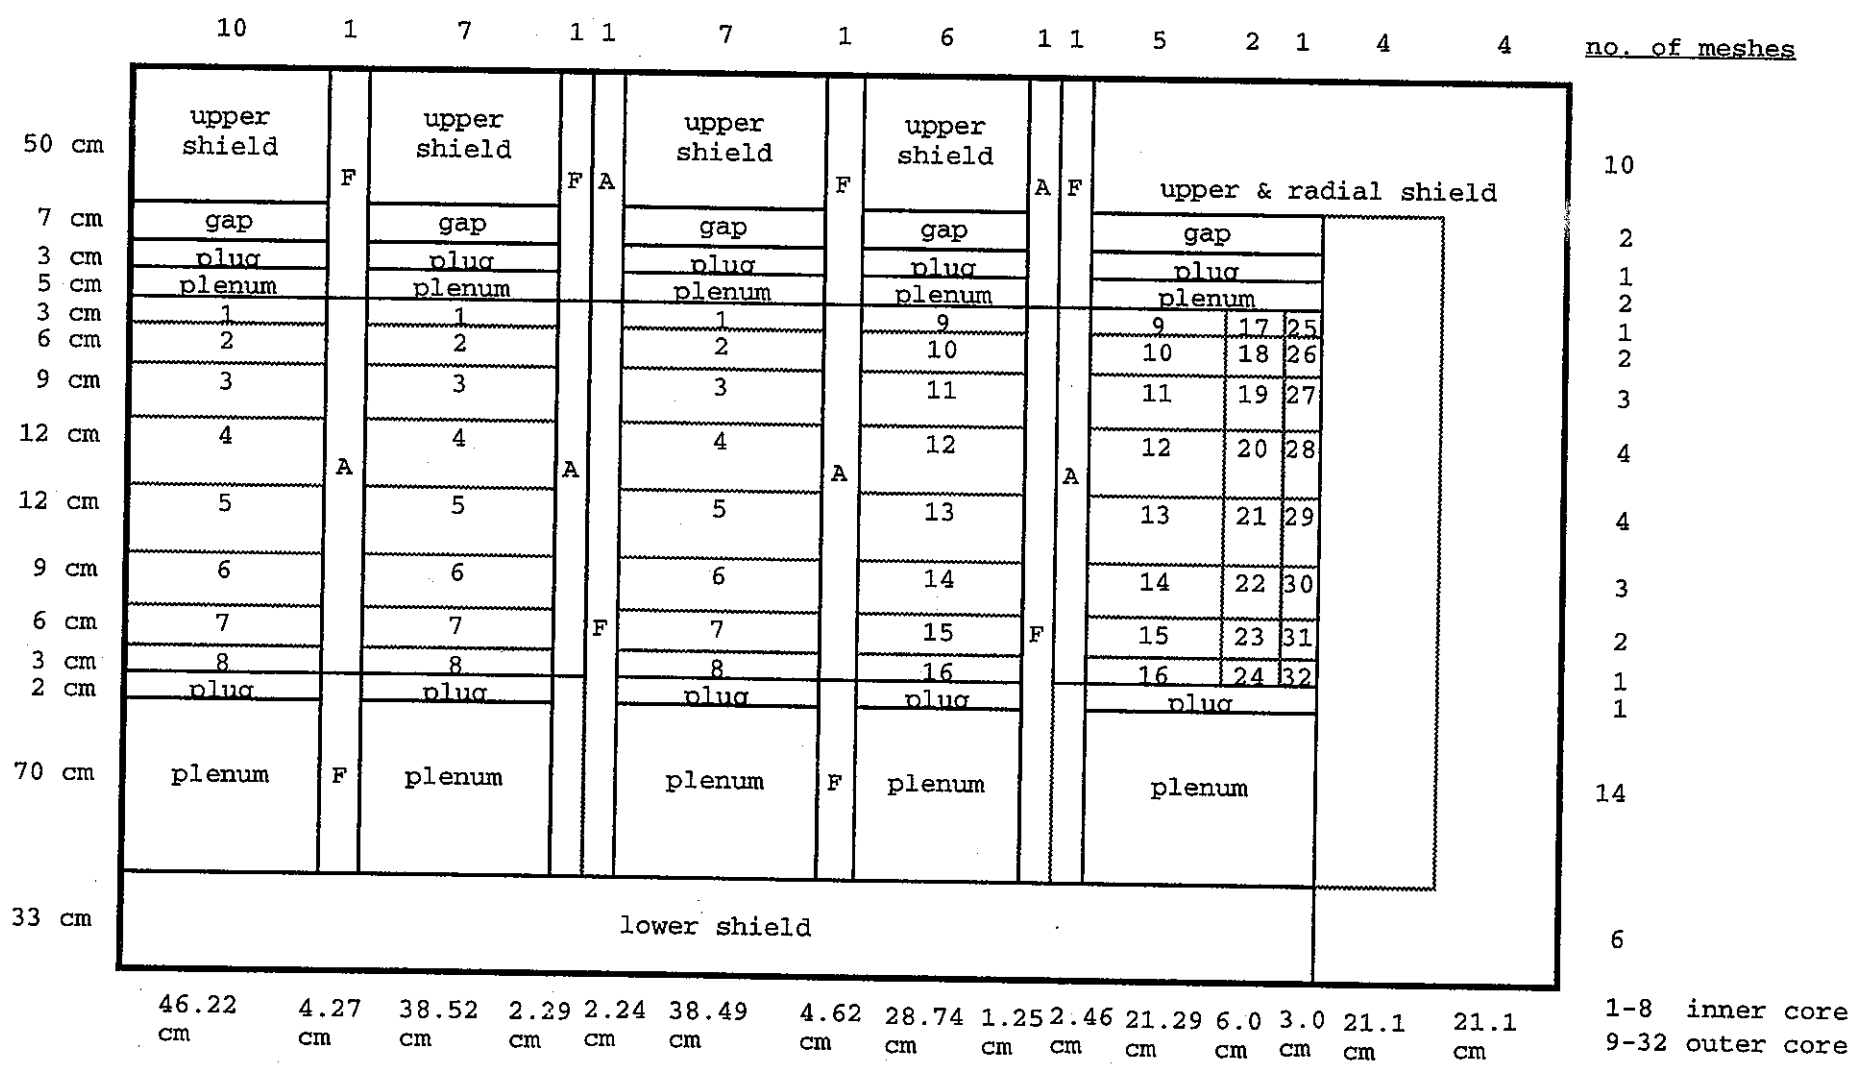 10 1 7 1 1 7 1 6 1 1 5 2 1 4 4 no. of meshes
upper upper upper upper
50 cm shield shield shield shield 10
F F A F A F upper & radial shield
7 cm gap gap gap gap gap 2
3 cm plug plug plug plug plug 1
5 cm plenum plenum plenum plenum plenum 2
3 cm 1 1 1 9 9 17 25 1
6 cm 2 2 2 10 10 18 26 2
9 cm 3 3 3 11 11 19 27 3
12 cm 4 4 4 12 12 20 28 4
A A A A
12 cm 5 5 5 13 13 21 29 4
9 cm 6 6 6 14 14 22 30 3
6 cm 7 7 F 7 15 F 15 23 31 2
3 cm 8 8 8 16 16 24 32 1
2 cm plug plug plug plug plug 1
70 cm plenum F plenum plenum F plenum plenum 14
33 cm lower shield 6
46.22 4.27 38.52 2.29 2.24 38.49 4.62 28.74 1.25 2.46 21.29 6.0 3.0 21.1 21.1 1-8 inner core
cm cm cm cm cm cm cm cm cm cm cm cm cm cm cm 9-32 outer core